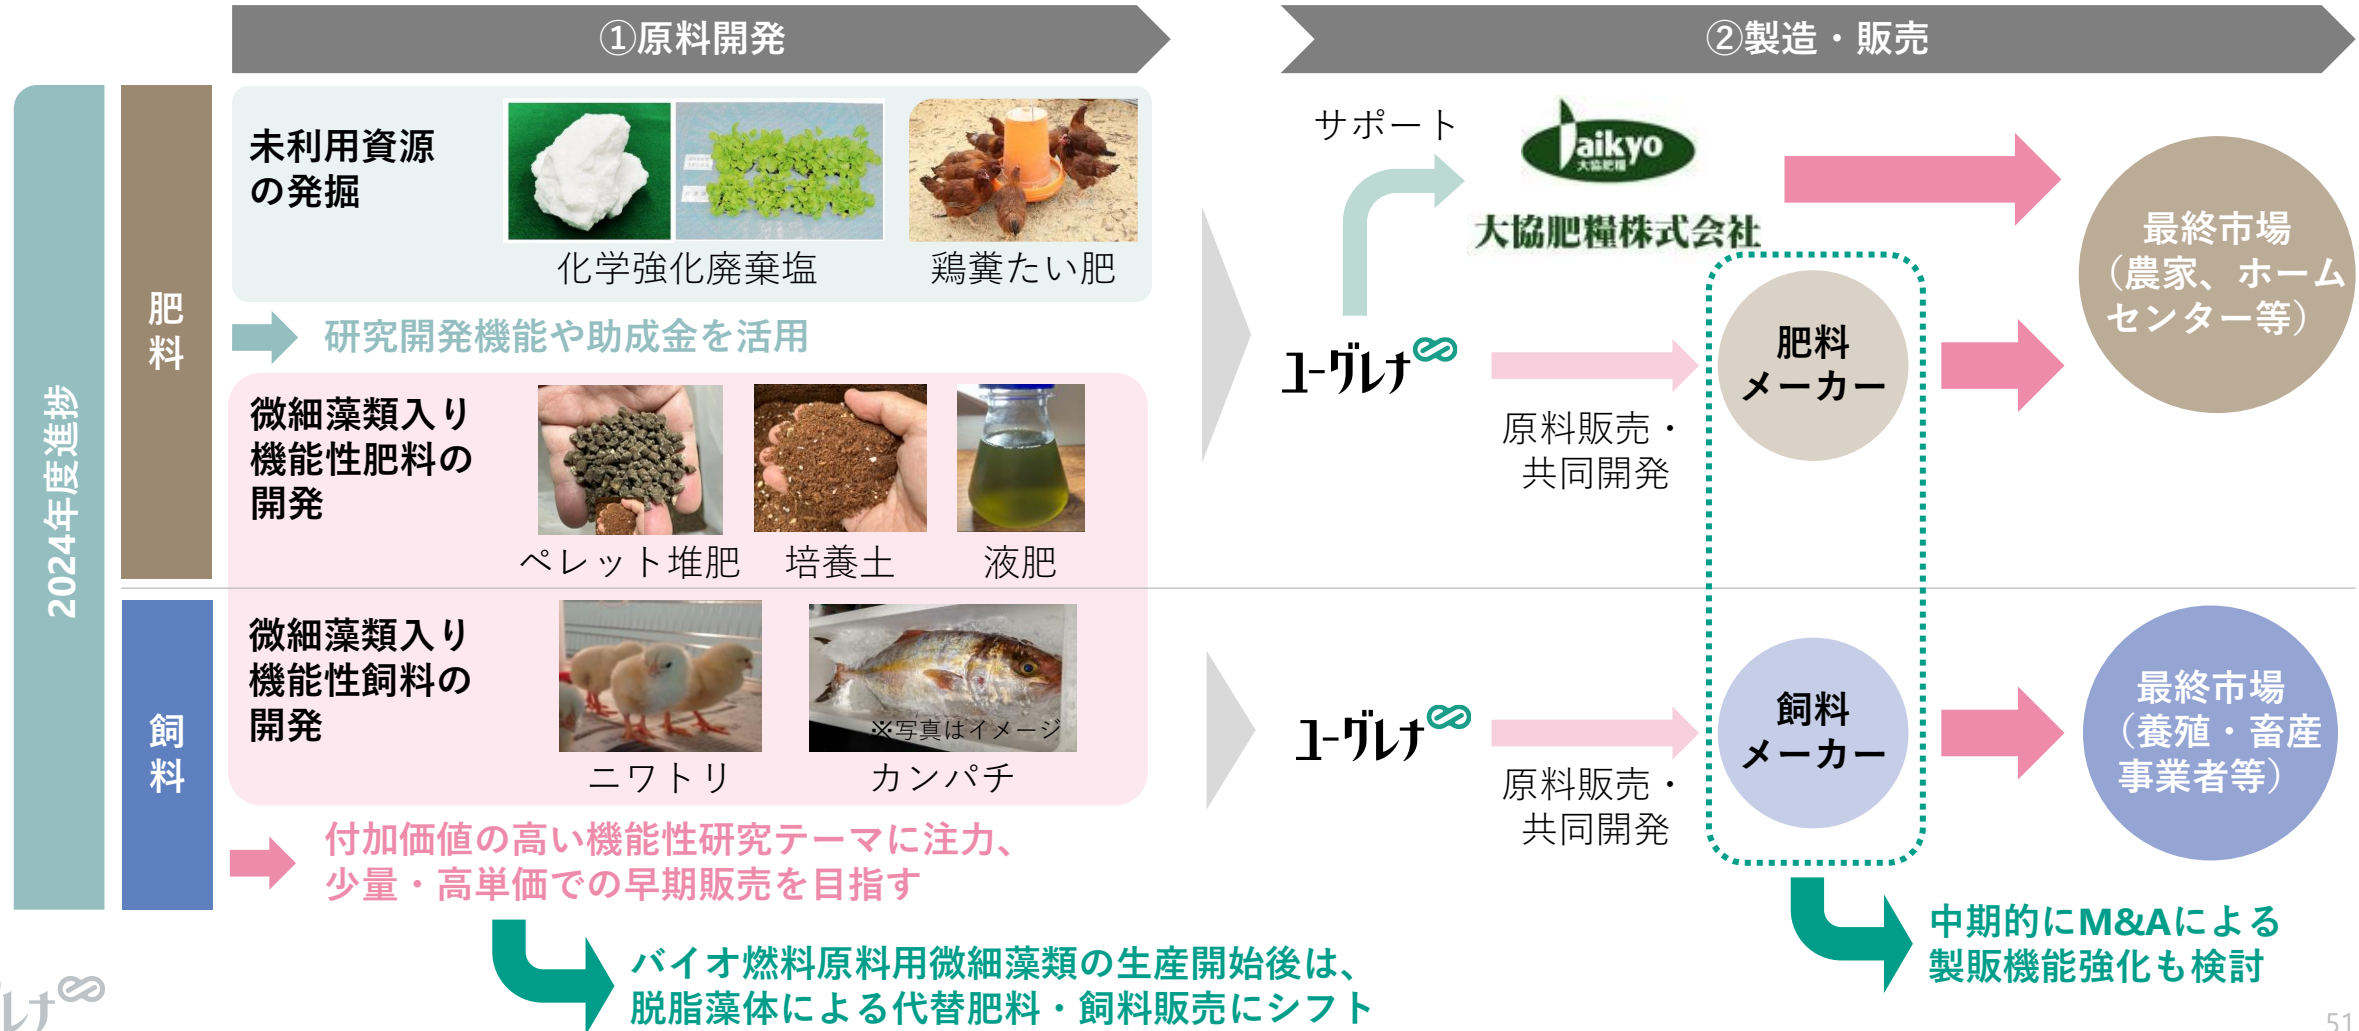 ①原料開発
②製造・販売
2024年度進捗
肥料
未利用資源
の発掘
化学強化廃棄塩
鶏糞たい肥
研究開発機能や助成金を活用
微細藻類入り
機能性肥料の
開発
ペレット堆肥
培養土
液肥
サポート
aikyo
大協肥糧
大協肥糧株式会社
ユーグレナ
原料販売・
共同開発
肥料
メーカー
最終市場
（農家、ホーム
センター等）
飼料
微細藻類入り
機能性飼料の
開発
※写真はイメージ
ニワトリ
カンパチ
ユーグレナ
原料販売・
共同開発
飼料
メーカー
最終市場
（養殖・畜産
事業者等）
付加価値の高い機能性研究テーマに注力、
少量・高単価での早期販売を目指す
バイオ燃料原料用微細藻類の生産開始後は、
脱脂藻体による代替肥料・飼料販売にシフト
中期的にM&Aによる
製販機能強化も検討
レナ
51